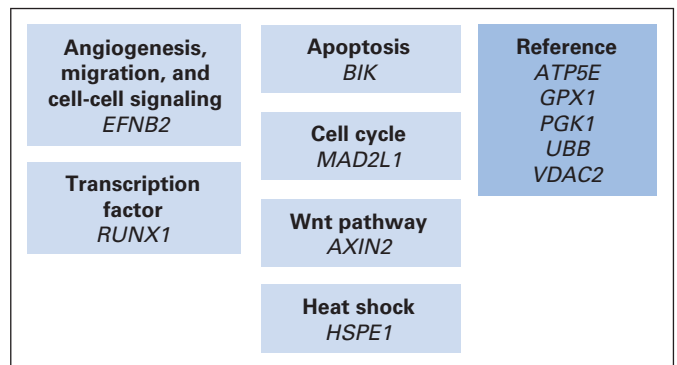 Angiogenesis,
migration, and
cell-cell signaling
EFNB2
Transcription
factor
RUNX1
Apoptosis
BIK
Cell cycle
MAD2L1
Wnt pathway
AXIN2
Heat shock
HSPE1
Reference
ATP5E
GPX1
PGK1
UBB
VDAC2